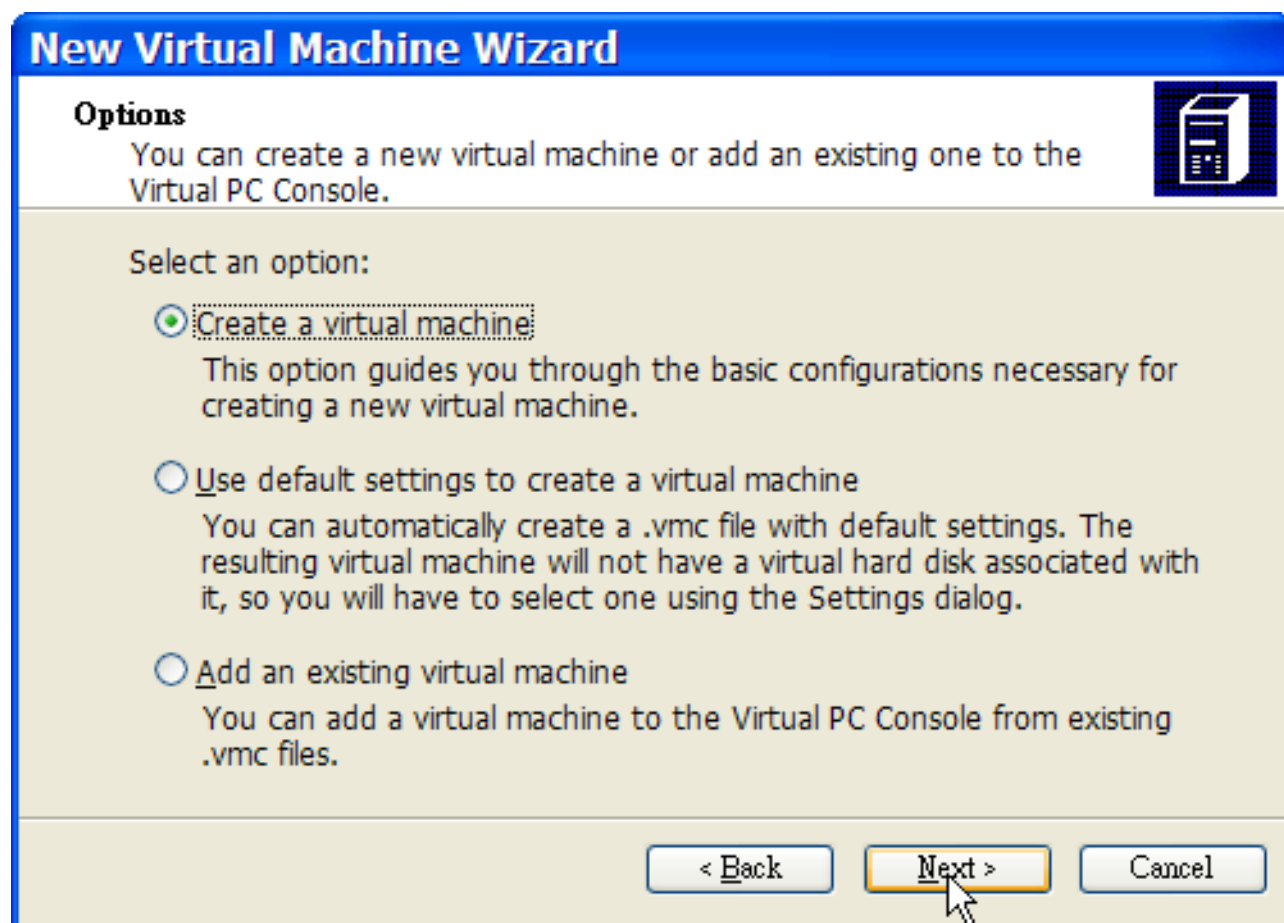 New Virtual Machine Wizard
Options
You can create a new virtual machine or add an existing one to the
Virtual PC Console.
Select an option:
Create a virtual machine
This option guides you through the basic configurations necessary for
creating a new virtual machine.
Use default settings to create a virtual machine
You can automatically create a .vmc file with default settings. The
resulting virtual machine will not have a virtual hard disk associated with
it, so you will have to select one using the Settings dialog.
Add an existing virtual machine
You can add a virtual machine to the Virtual PC Console from existing
.vmc files.
< Back Next > Cancel